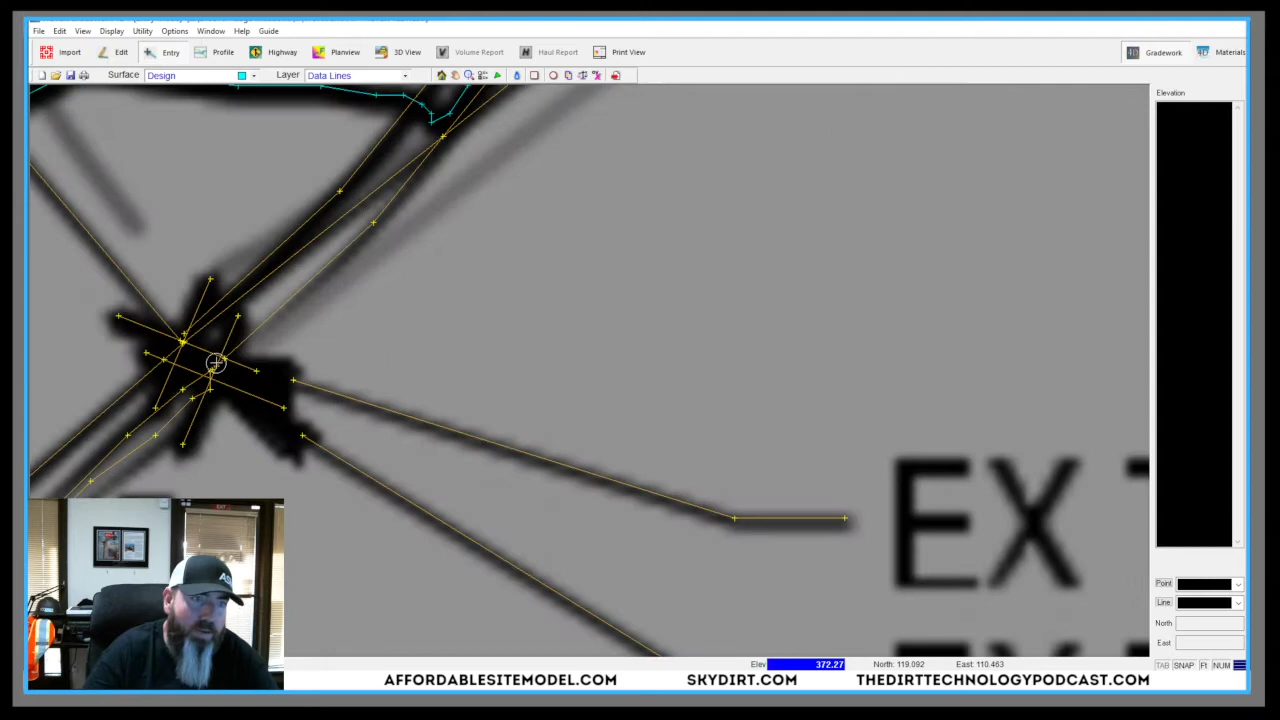 File Edit View Display Utility Options Window Help Guide
Import Edit Entry Profile Highway Planview 3D View Volume Report Haul Report Print View Gradework Materials
Surface Design Layer Data Lines
Elevation
EX
Point
Line
North
East
Elev 372.27 North: 119.092 East: 110.463 TAB SNAP Ft NUM
AFFORDABLESITEMODEL.COM SKYDIRT.COM THEDIRTTECHNOLOGYPODCAST.COM